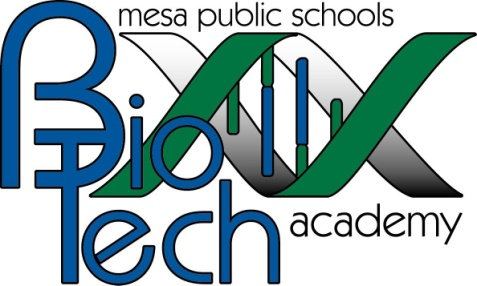 mesa public schools
Bio
Tech
academy